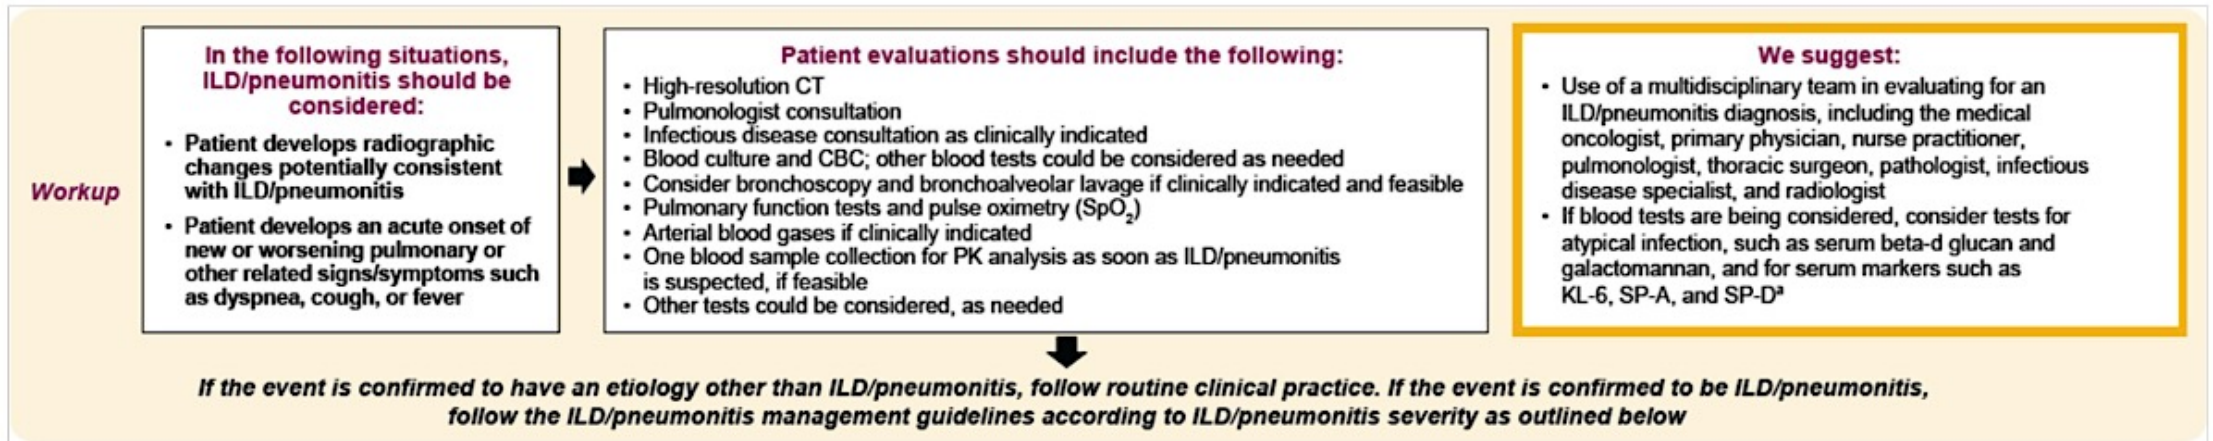 Workup
In the following situations,
ILD/pneumonitis should be
considered:
• Patient develops radiographic
changes potentially consistent
with ILD/pneumonitis
• Patient develops an acute onset of
new or worsening pulmonary or
other related signs/symptoms such
as dyspnea, cough, or fever
Patient evaluations should include the following:
• High-resolution CT
• Pulmonologist consultation
• Infectious disease consultation as clinically indicated
• Blood culture and CBC; other blood tests could be considered as needed
• Consider bronchoscopy and bronchoalveolar lavage if clinically indicated and feasible
• Pulmonary function tests and pulse oximetry (SpO₂)
• Arterial blood gases if clinically indicated
• One blood sample collection for PK analysis as soon as ILD/pneumonitis
is suspected, if feasible
• Other tests could be considered, as needed
We suggest:
• Use of a multidisciplinary team in evaluating for an
ILD/pneumonitis diagnosis, including the medical
oncologist, primary physician, nurse practitioner,
pulmonologist, thoracic surgeon, pathologist, infectious
disease specialist, and radiologist
• If blood tests are being considered, consider tests for
atypical infection, such as serum beta-d glucan and
galactomannan, and for serum markers such as
KL-6, SP-A, and SP-Dᵃ
If the event is confirmed to have an etiology other than ILD/pneumonitis, follow routine clinical practice. If the event is confirmed to be ILD/pneumonitis,
follow the ILD/pneumonitis management guidelines according to ILD/pneumonitis severity as outlined below